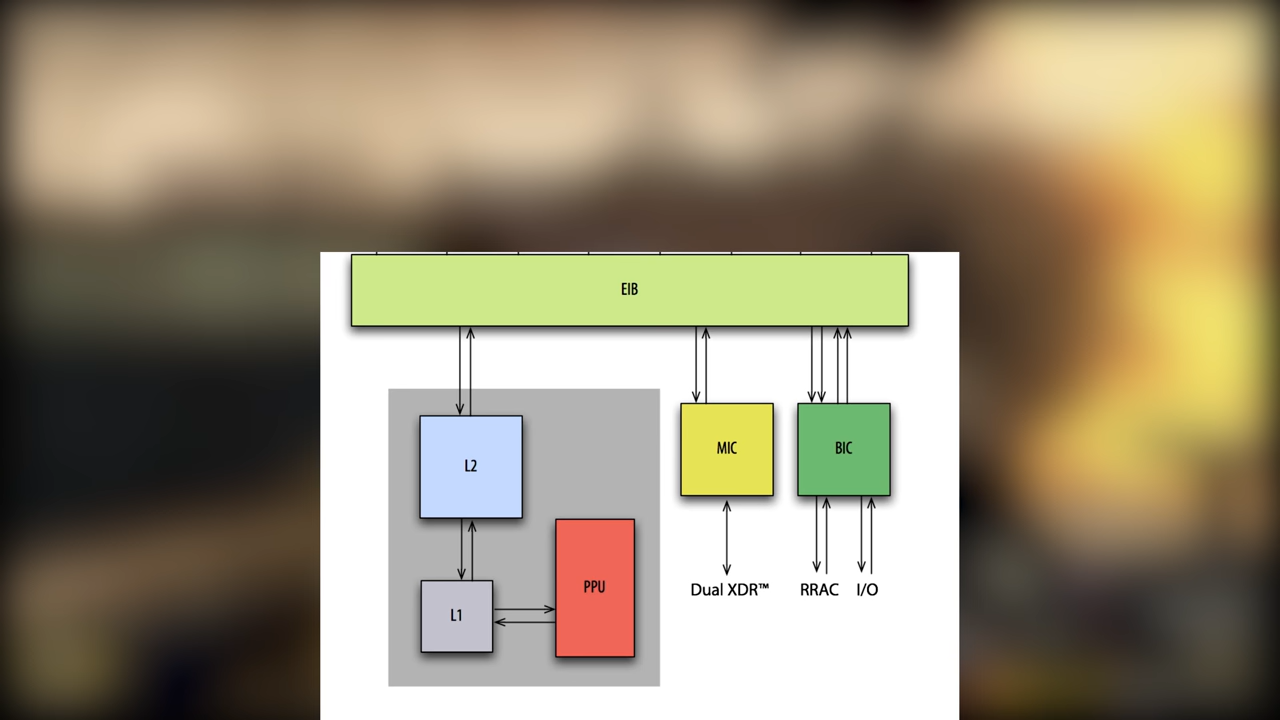 EIB
L2
MIC
BIC
PPU
Dual XDR™
RRAC
I/O
L1